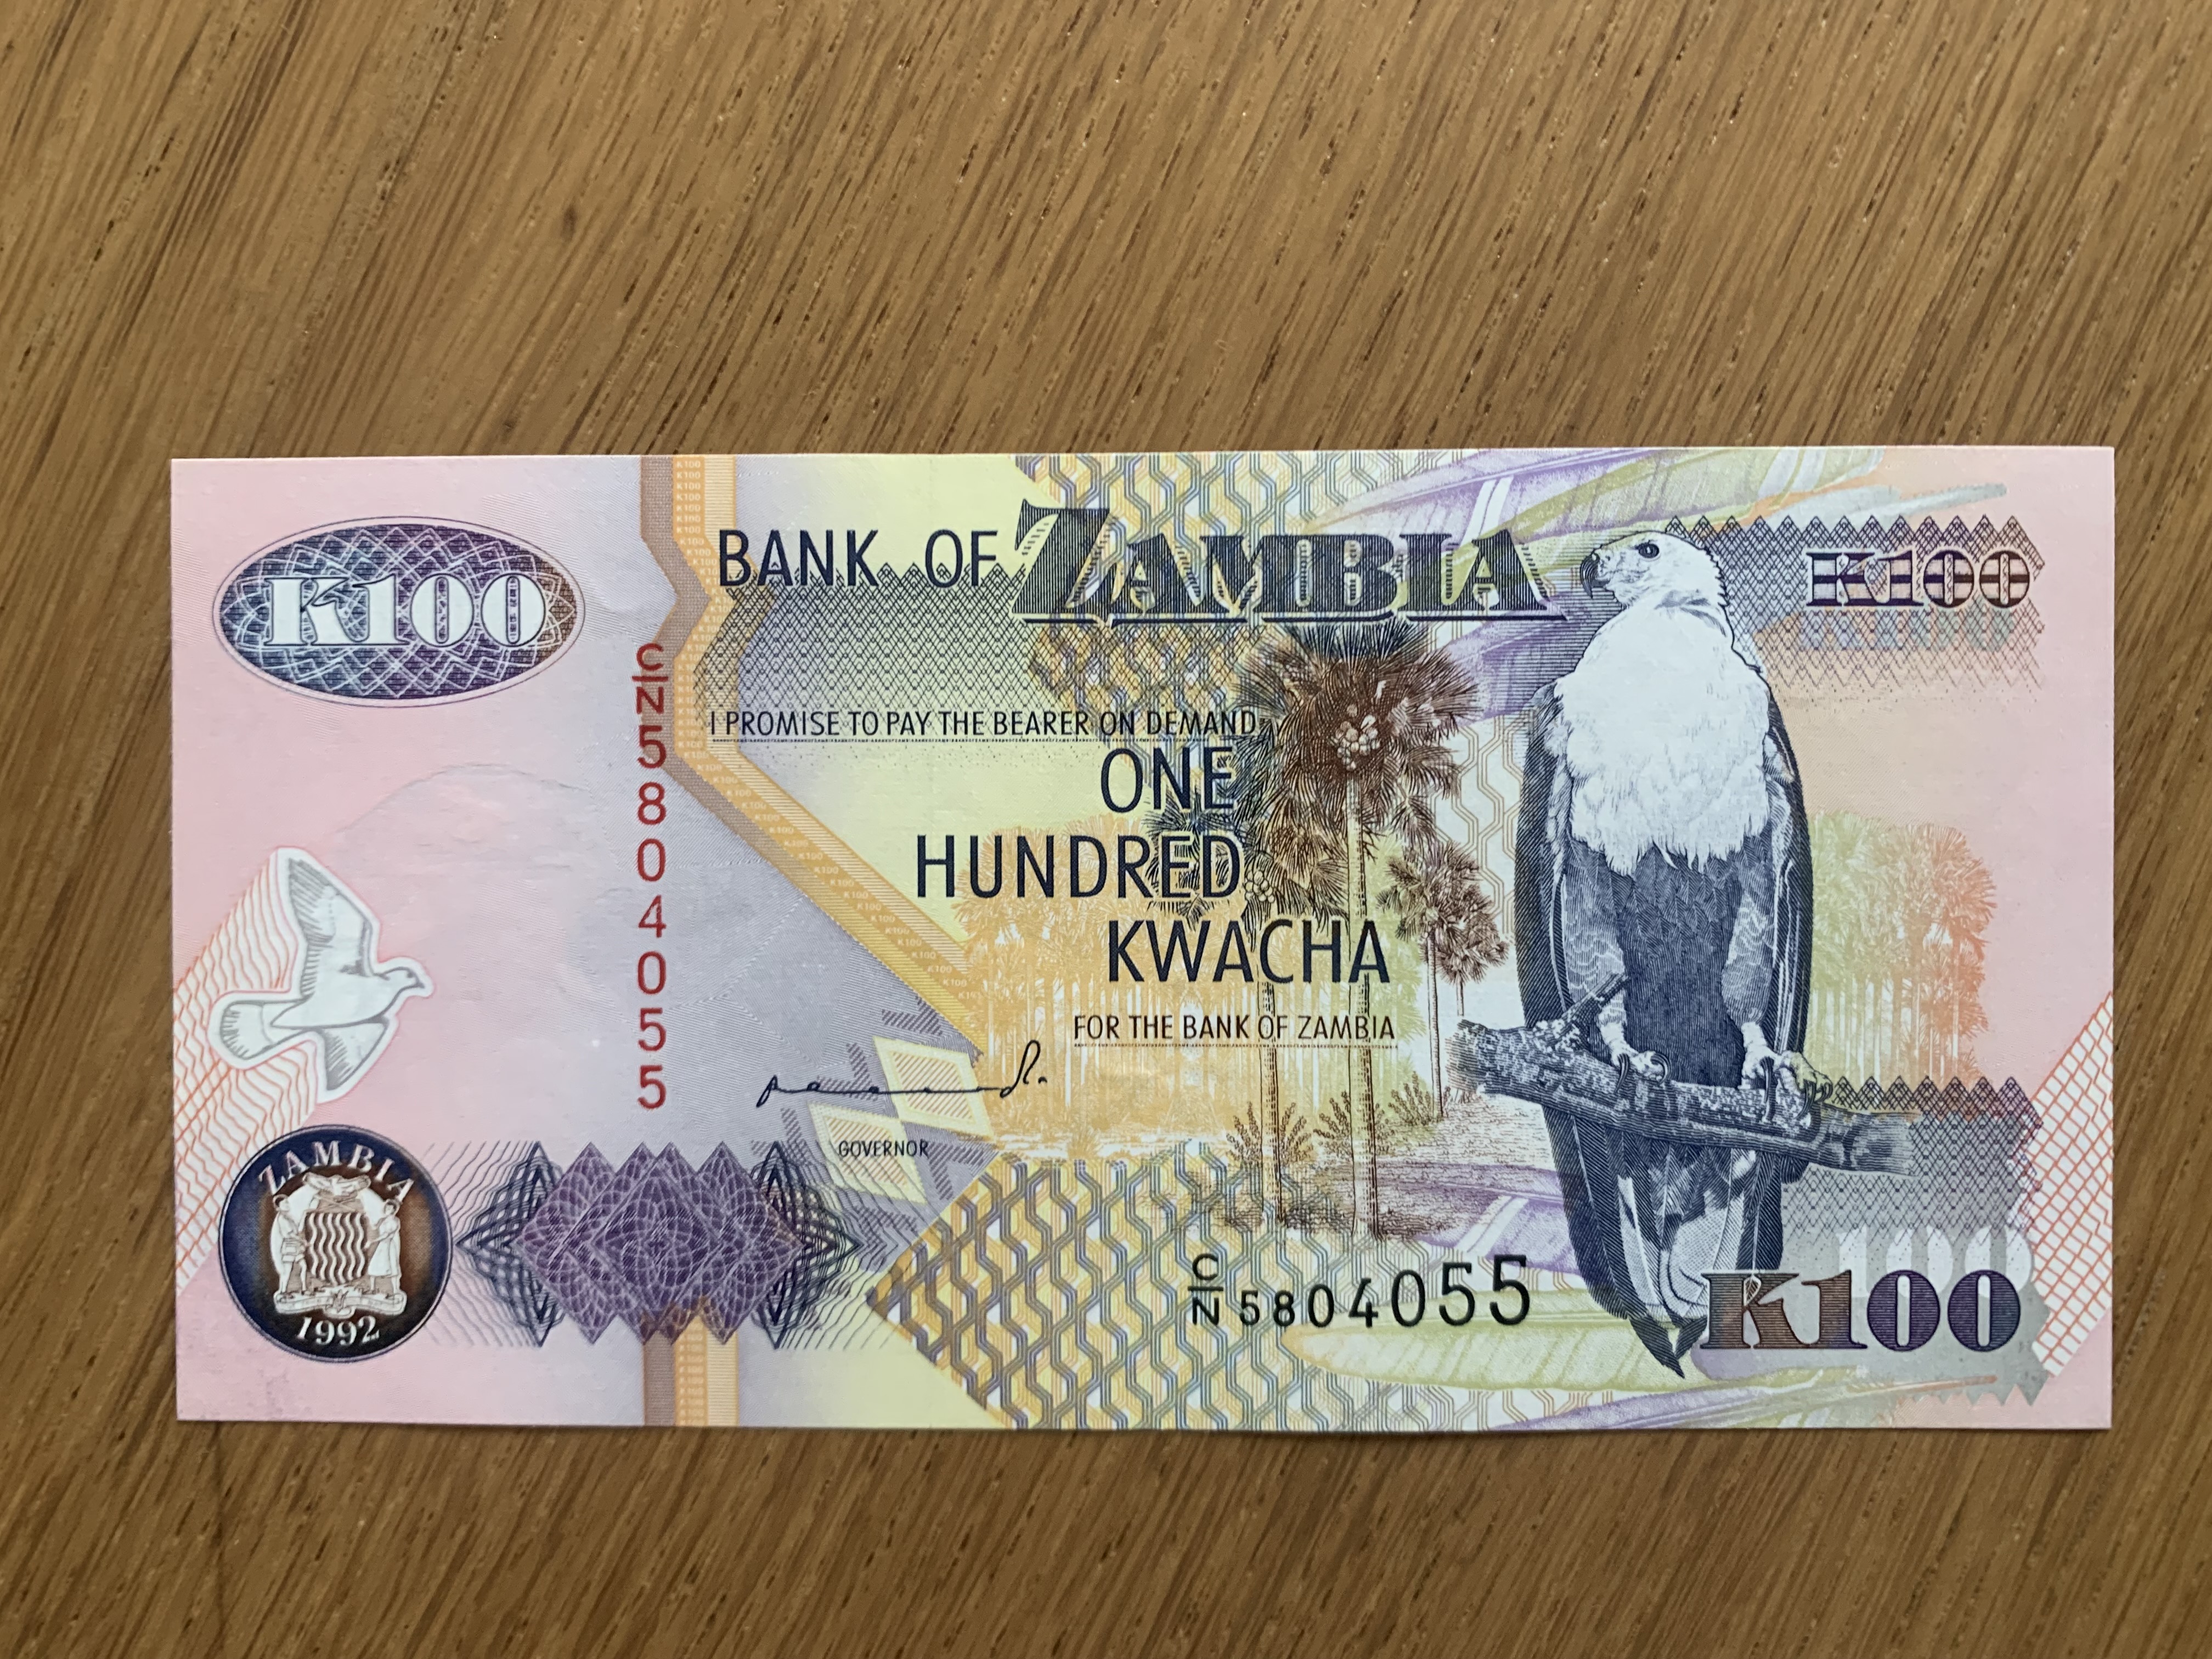 K100
BANK OF ZAMBIA
K100
C/N 5804055
I PROMISE TO PAY THE BEARER ON DEMAND
ONE
HUNDRED
KWACHA
FOR THE BANK OF ZAMBIA
GOVERNOR
ZAMBIA
1992
C/N 5804055
100
K100